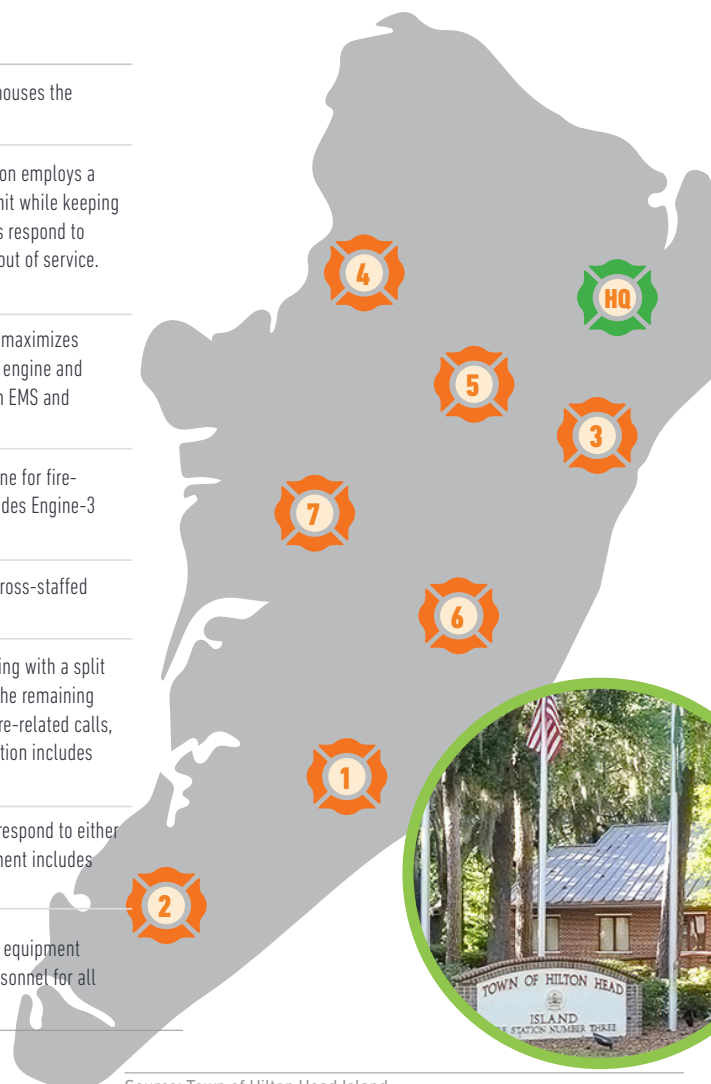 houses the
on employs a
nit while keeping
s respond to
out of service.
maximizes
engine and
n EMS and
ne for fire-
des Engine-3
ross-staffed
ing with a split
he remaining
re-related calls,
tion includes
respond to either
ment includes
equipment
sonnel for all
4
HQ
5
3
7
6
1
2
TOWN OF HILTON HEAD
ISLAND
E STATION NUMBER THREE
Source: Town of Hilton Head Island